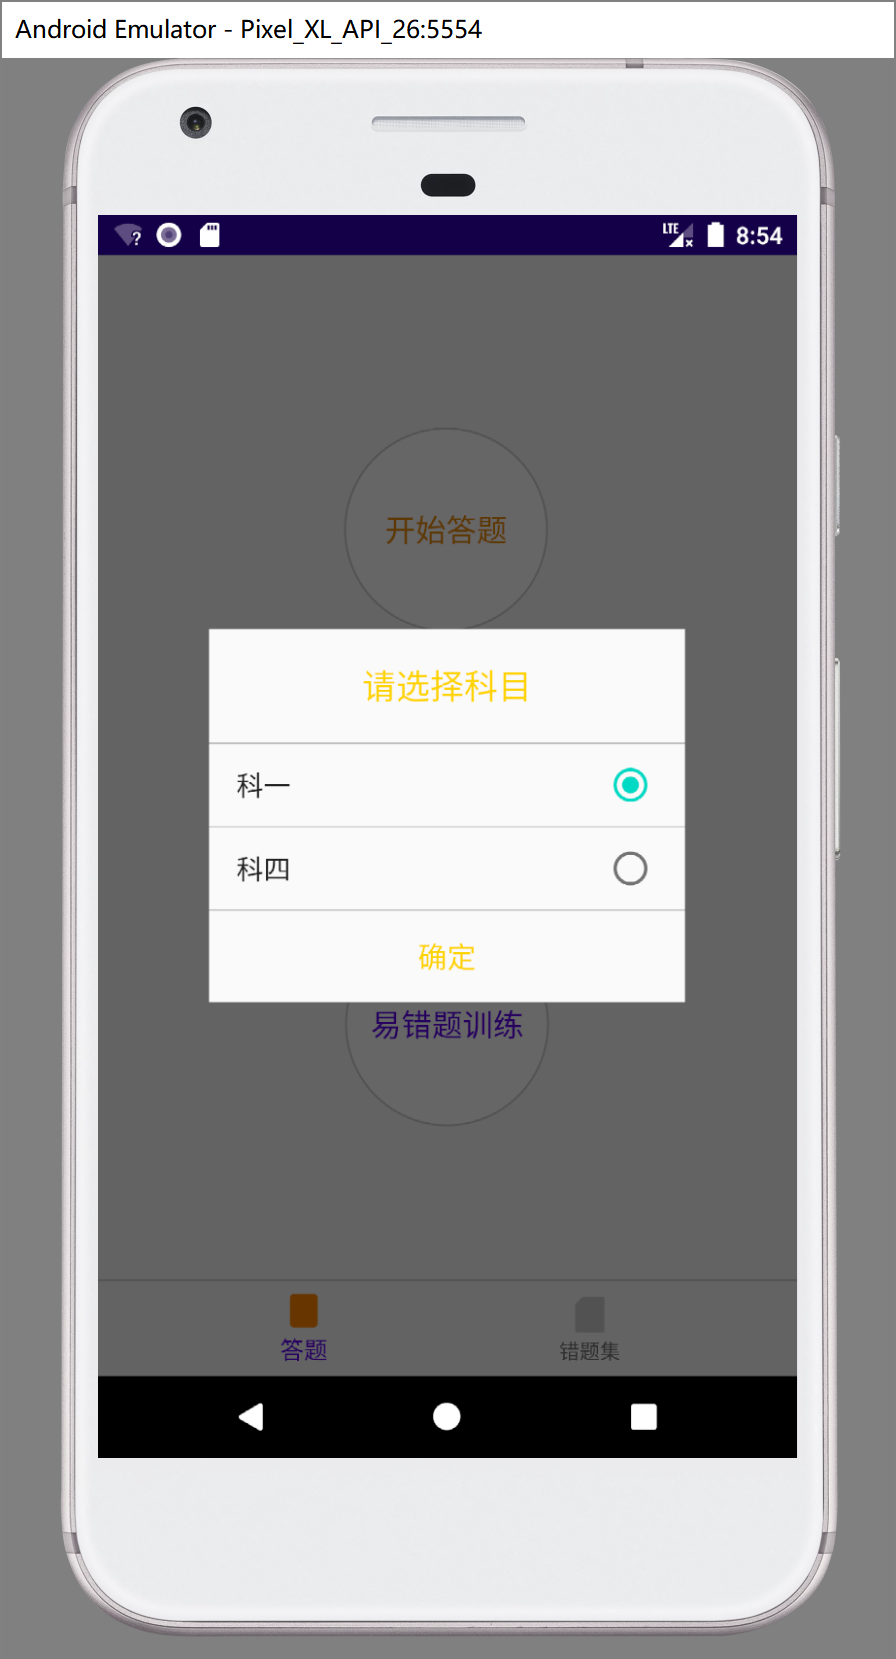 Android Emulator - Pixel_XL_API_26:5554
LTE 8:54
开始答题
请选择科目
科一
科四
确定
易错题训练
答题 错题集